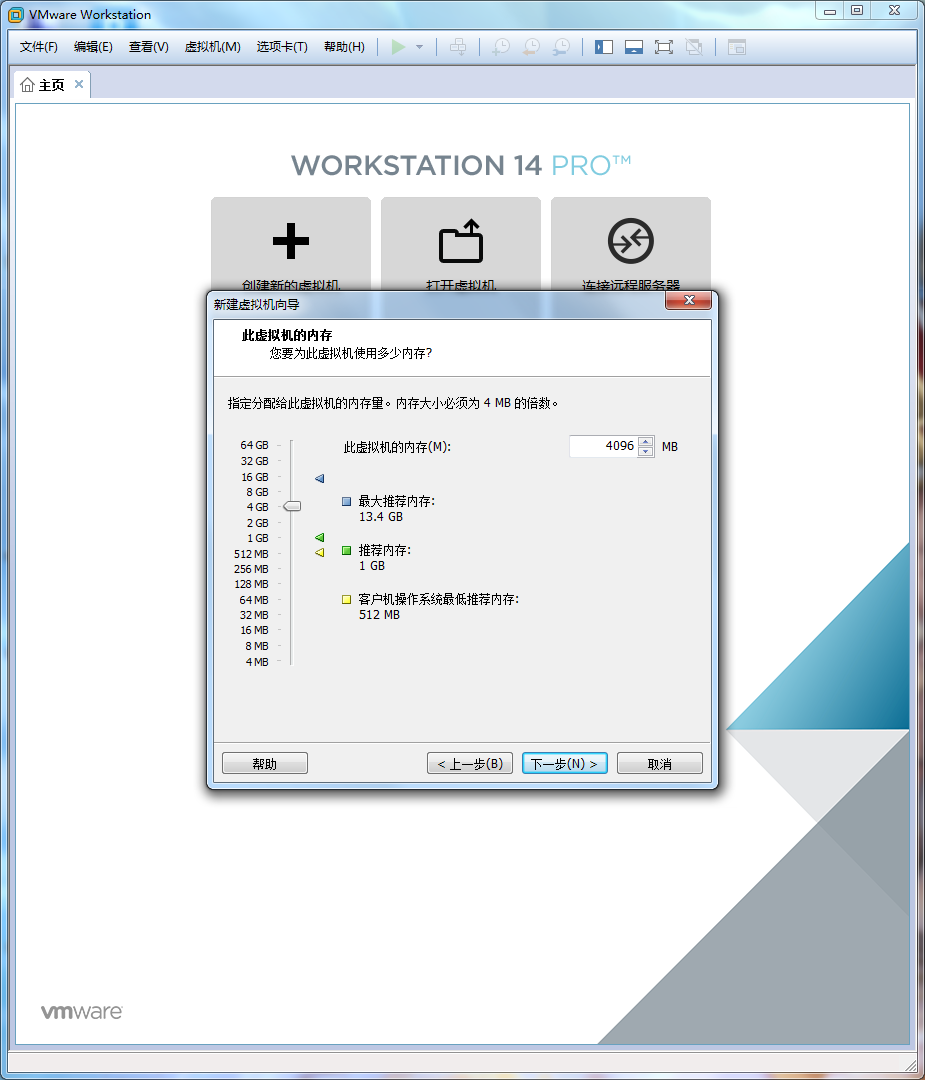 VMware Workstation
文件(F) 编辑(E) 查看(V) 虚拟机(M) 选项卡(T) 帮助(H)
主页
WORKSTATION 14 PRO™
创建新的虚拟机 打开虚拟机 连接远程服务器
新建虚拟机向导
此虚拟机的内存
您要为此虚拟机使用多少内存?
指定分配给此虚拟机的内存量。内存大小必须为 4 MB 的倍数。
此虚拟机的内存(M): 4096 MB
64 GB
32 GB
16 GB
8 GB
4 GB
2 GB
1 GB
512 MB
256 MB
128 MB
64 MB
32 MB
16 MB
8 MB
4 MB
最大推荐内存:
13.4 GB
推荐内存:
1 GB
客户机操作系统最低推荐内存:
512 MB
帮助 < 上一步(B) 下一步(N) > 取消
vmware